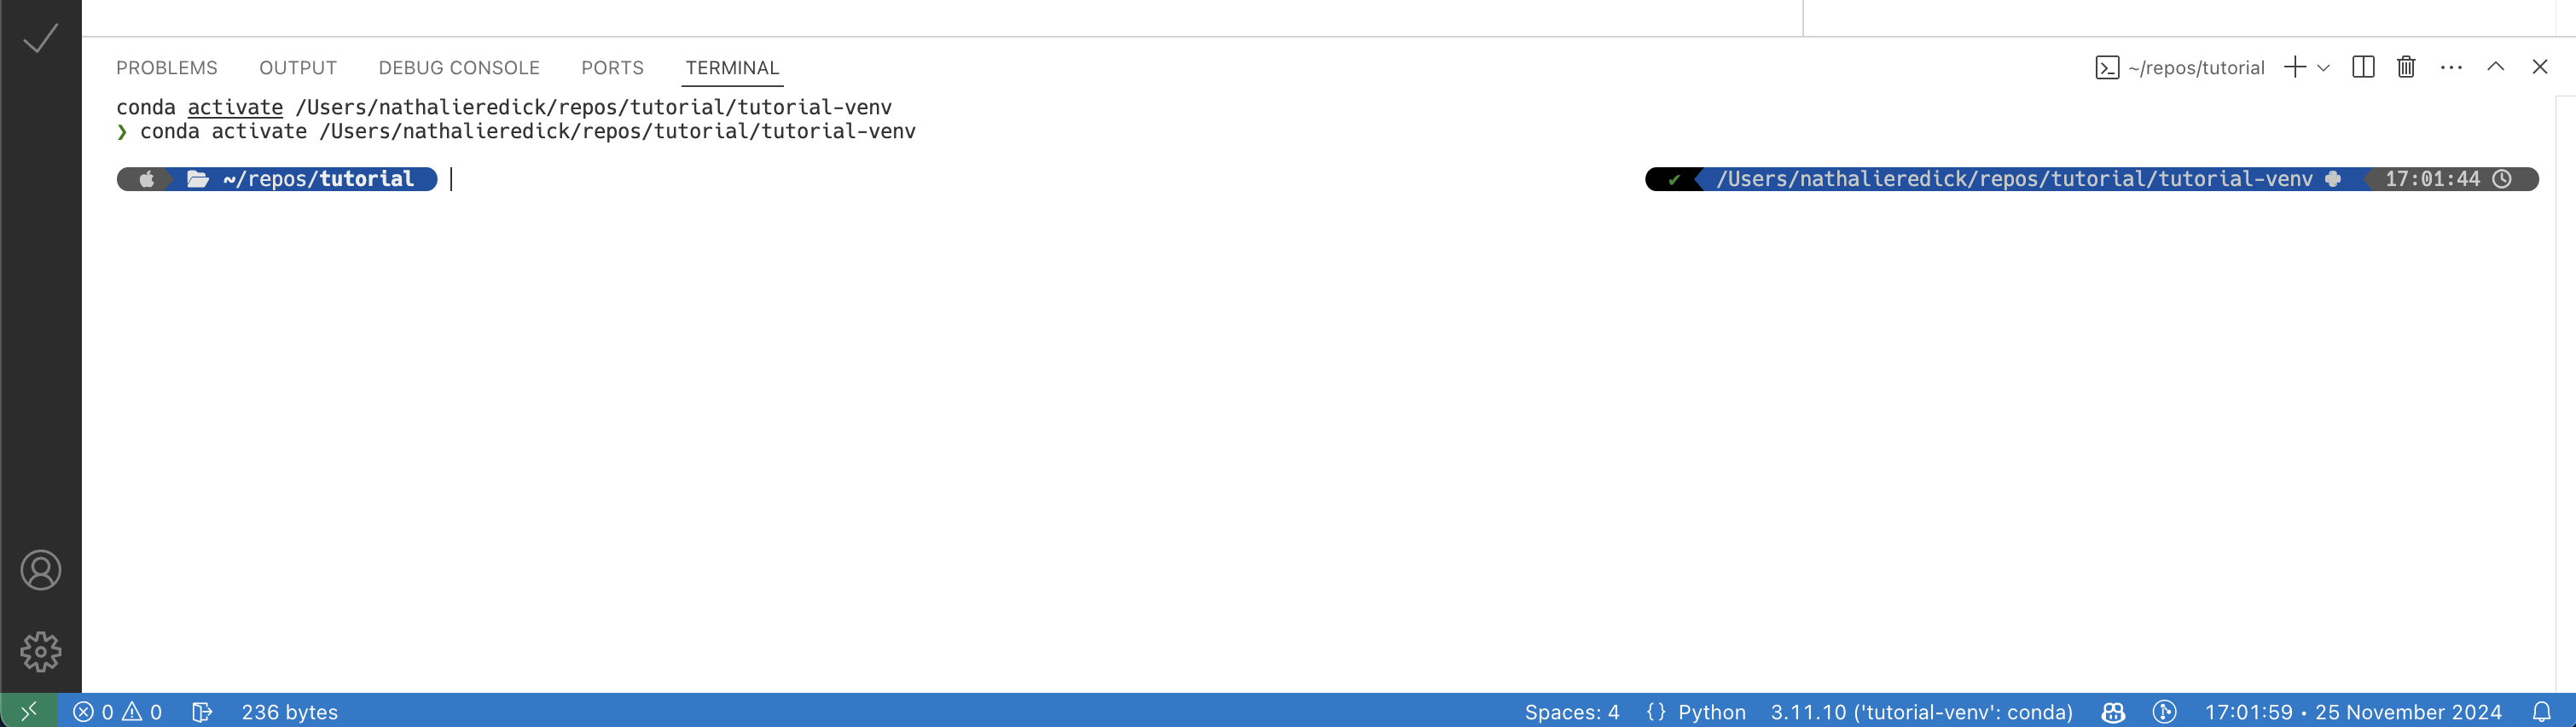 PROBLEMS OUTPUT DEBUG CONSOLE PORTS TERMINAL ~/repos/tutorial
conda activate /Users/nathalieredick/repos/tutorial/tutorial-venv
❯ conda activate /Users/nathalieredick/repos/tutorial/tutorial-venv
~/repos/tutorial ✔ /Users/nathalieredick/repos/tutorial/tutorial-venv 17:01:44
0 0 236 bytes Spaces: 4 {} Python 3.11.10 ('tutorial-venv': conda) 17:01:59 • 25 November 2024